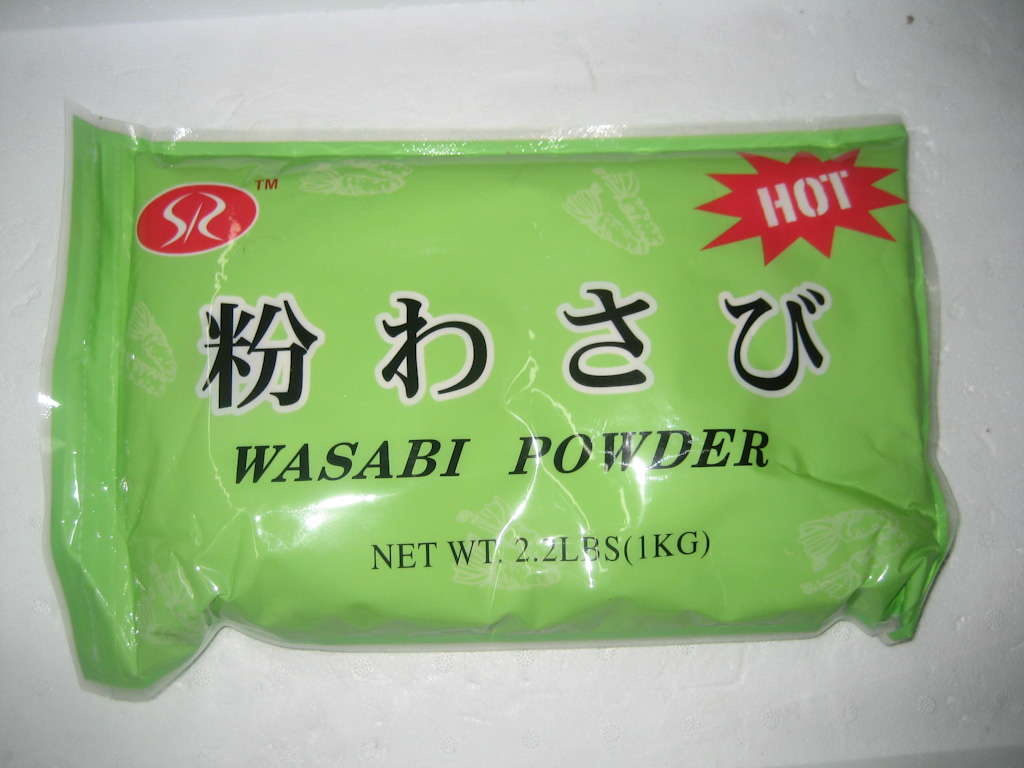 SR TM
HOT
粉わさび
WASABI POWDER
NET WT. 2.2LBS(1KG)